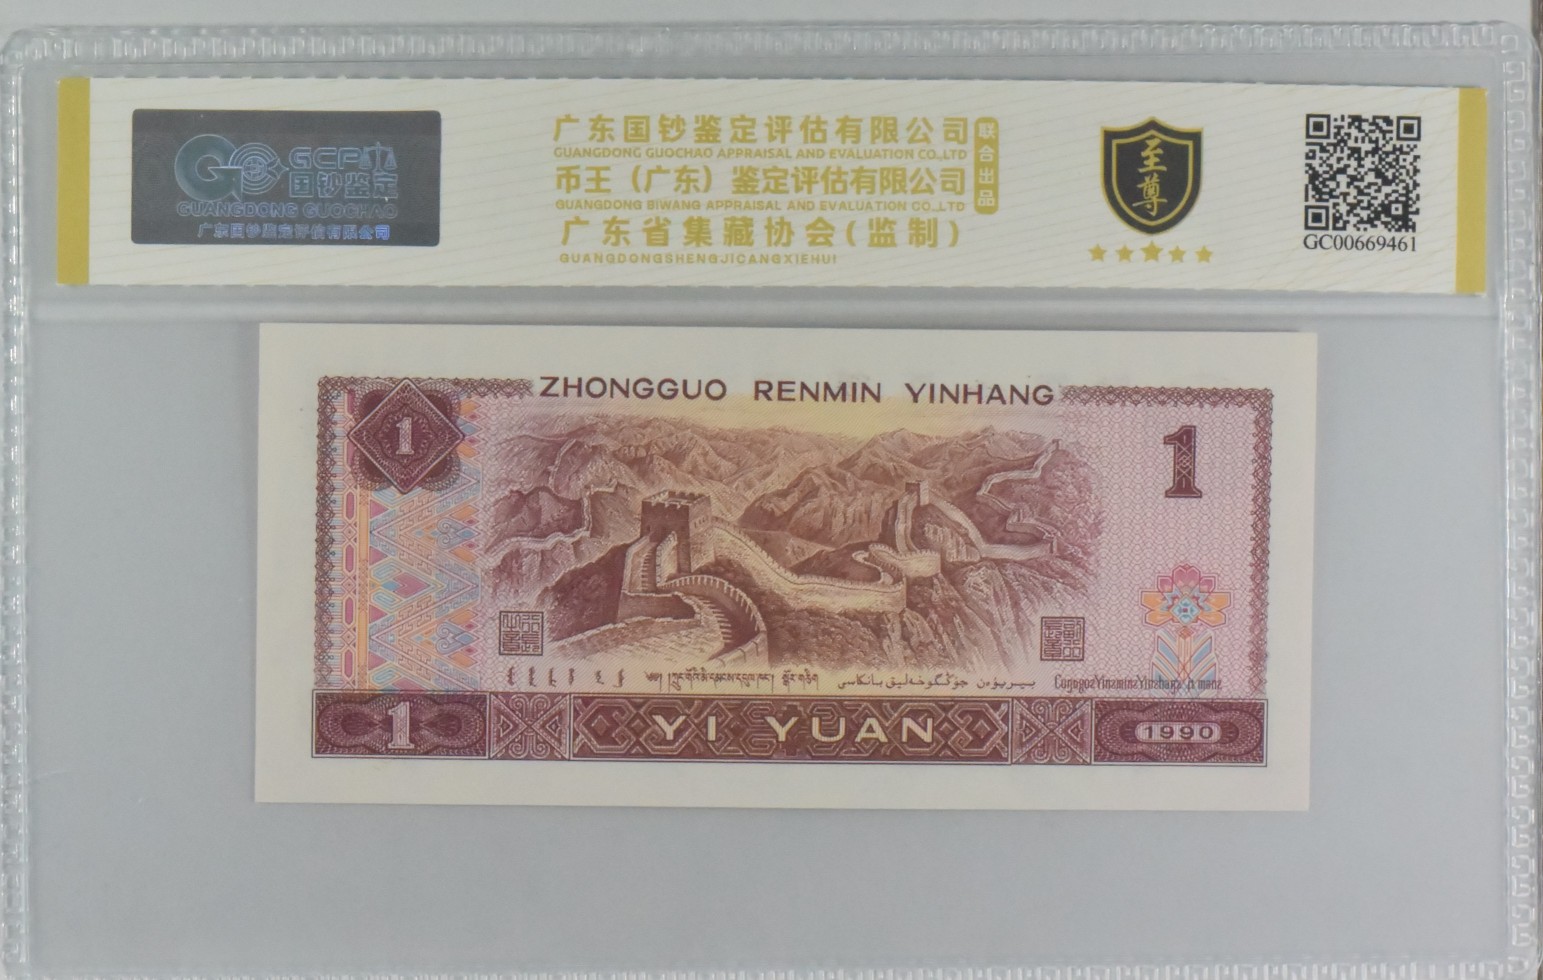 GCPA
国钞鉴定
GUANGDONG GUOCHAO
广东国钞鉴定评估有限公司
广东国钞鉴定评估有限公司
GUANGDONG GUOCHAO APPRAISAL AND EVALUATION CO.,LTD
币王（广东）鉴定评估有限公司
GUANGDONG BIWANG APPRAISAL AND EVALUATION CO.,LTD
联合出品
广东省集藏协会(监制)
GUANGDONGSHENGJICANGXIEHUI
至尊
GC00669461
ZHONGGUO RENMIN YINHANG
1
1
1
YI YUAN
1990